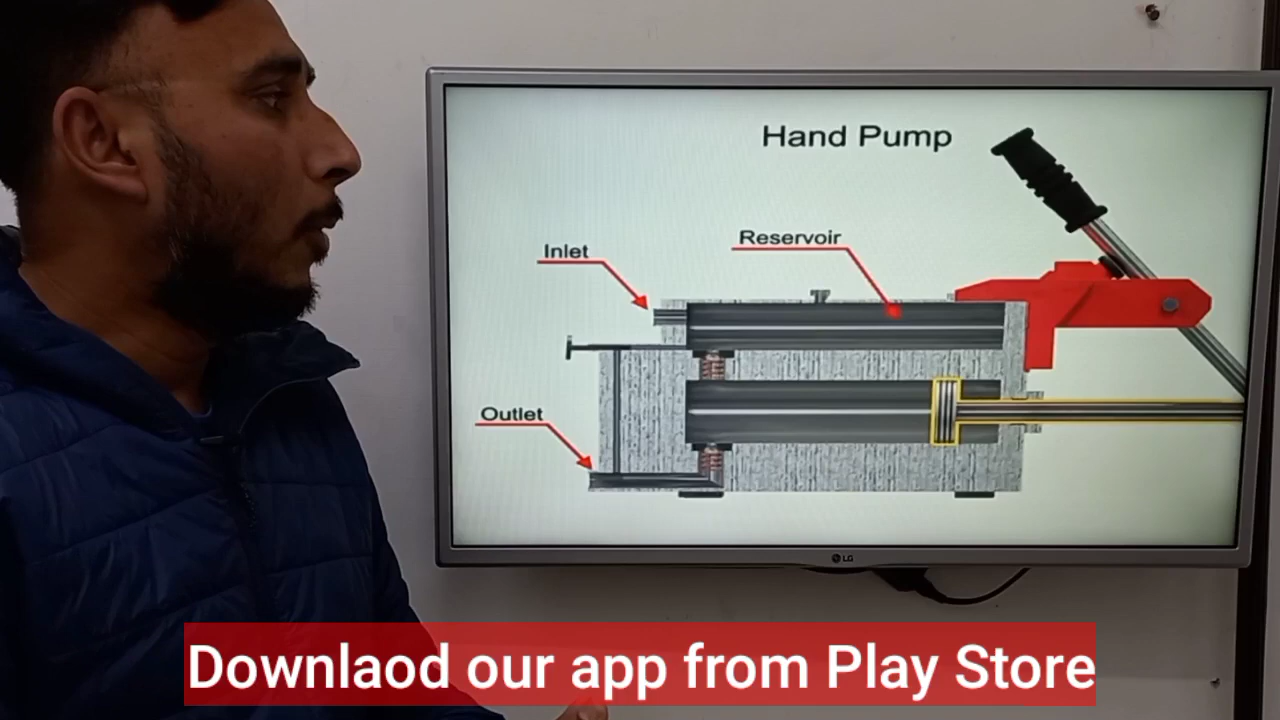 Hand Pump
Reservoir
Inlet
Outlet
LG
Downlaod our app from Play Store